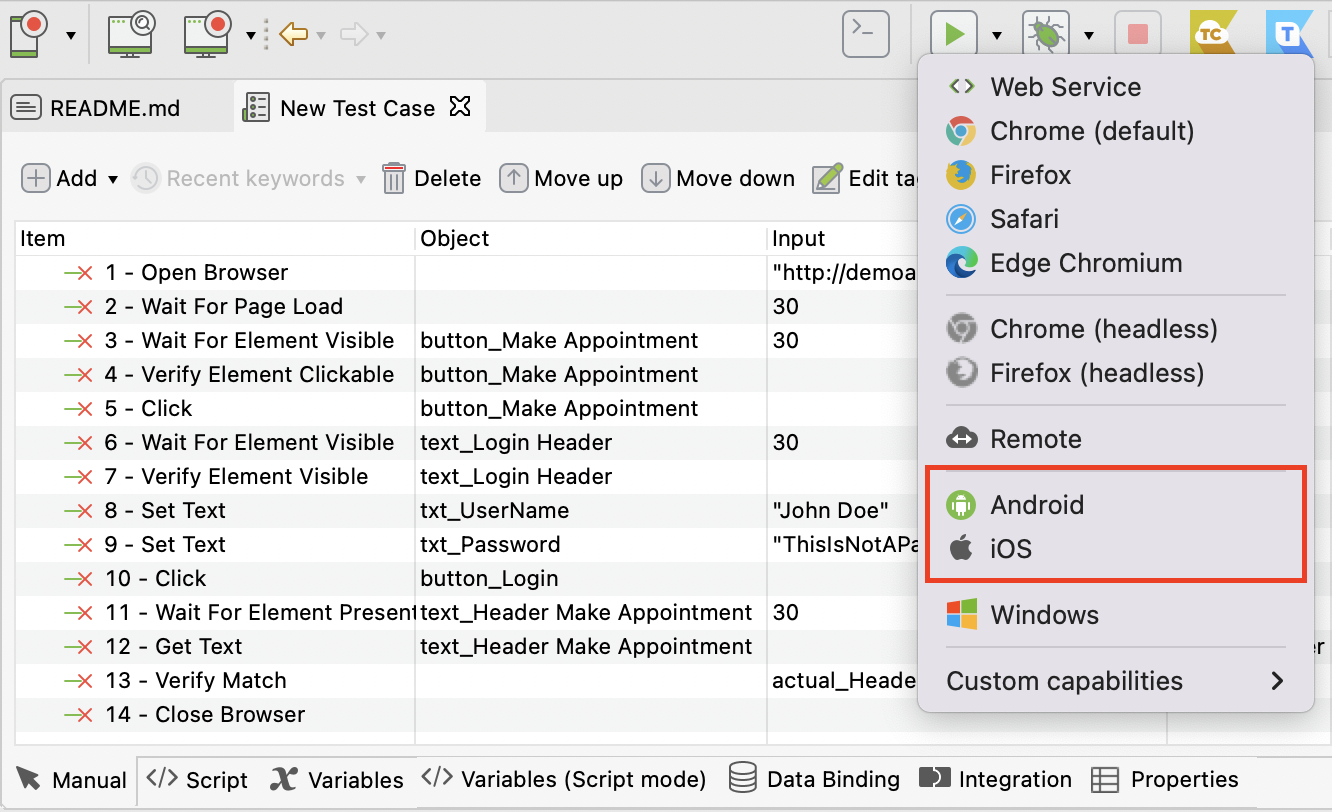 TC
T
README.md
New Test Case
Add
Recent keywords
Delete
Move up
Move down
Edit
Item Object Input
1 - Open Browser "http://demoa
2 - Wait For Page Load 30
3 - Wait For Element Visible button_Make Appointment 30
4 - Verify Element Clickable button_Make Appointment
5 - Click button_Make Appointment
6 - Wait For Element Visible text_Login Header 30
7 - Verify Element Visible text_Login Header
8 - Set Text txt_UserName "John Doe"
9 - Set Text txt_Password "ThisIsNotAPa
10 - Click button_Login
11 - Wait For Element Present text_Header Make Appointment 30
12 - Get Text text_Header Make Appointment
13 - Verify Match actual_Heade
14 - Close Browser
Web Service
Chrome (default)
Firefox
Safari
Edge Chromium
Chrome (headless)
Firefox (headless)
Remote
Android
iOS
Windows
Custom capabilities
Manual
Script
Variables
Variables (Script mode)
Data Binding
Integration
Properties